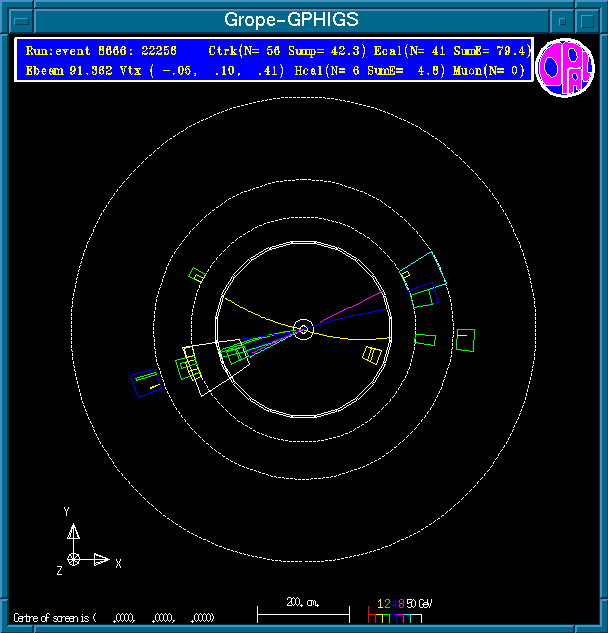 Grope-GPHIGS
Run:event 8666: 22256 Ctrk(N= 56 Sump= 42.3) Ecal(N= 41 SumE= 79.4)
Ebeam 91.362 Vtx ( -.05, .10, .41) Hcal(N= 6 SumE= 4.8) Muon(N= 0)
OPAL
Y
X
Z
200. cm.
1 2 4 8 50 GeV
Centre of screen is ( .0000, .0000, .0000)